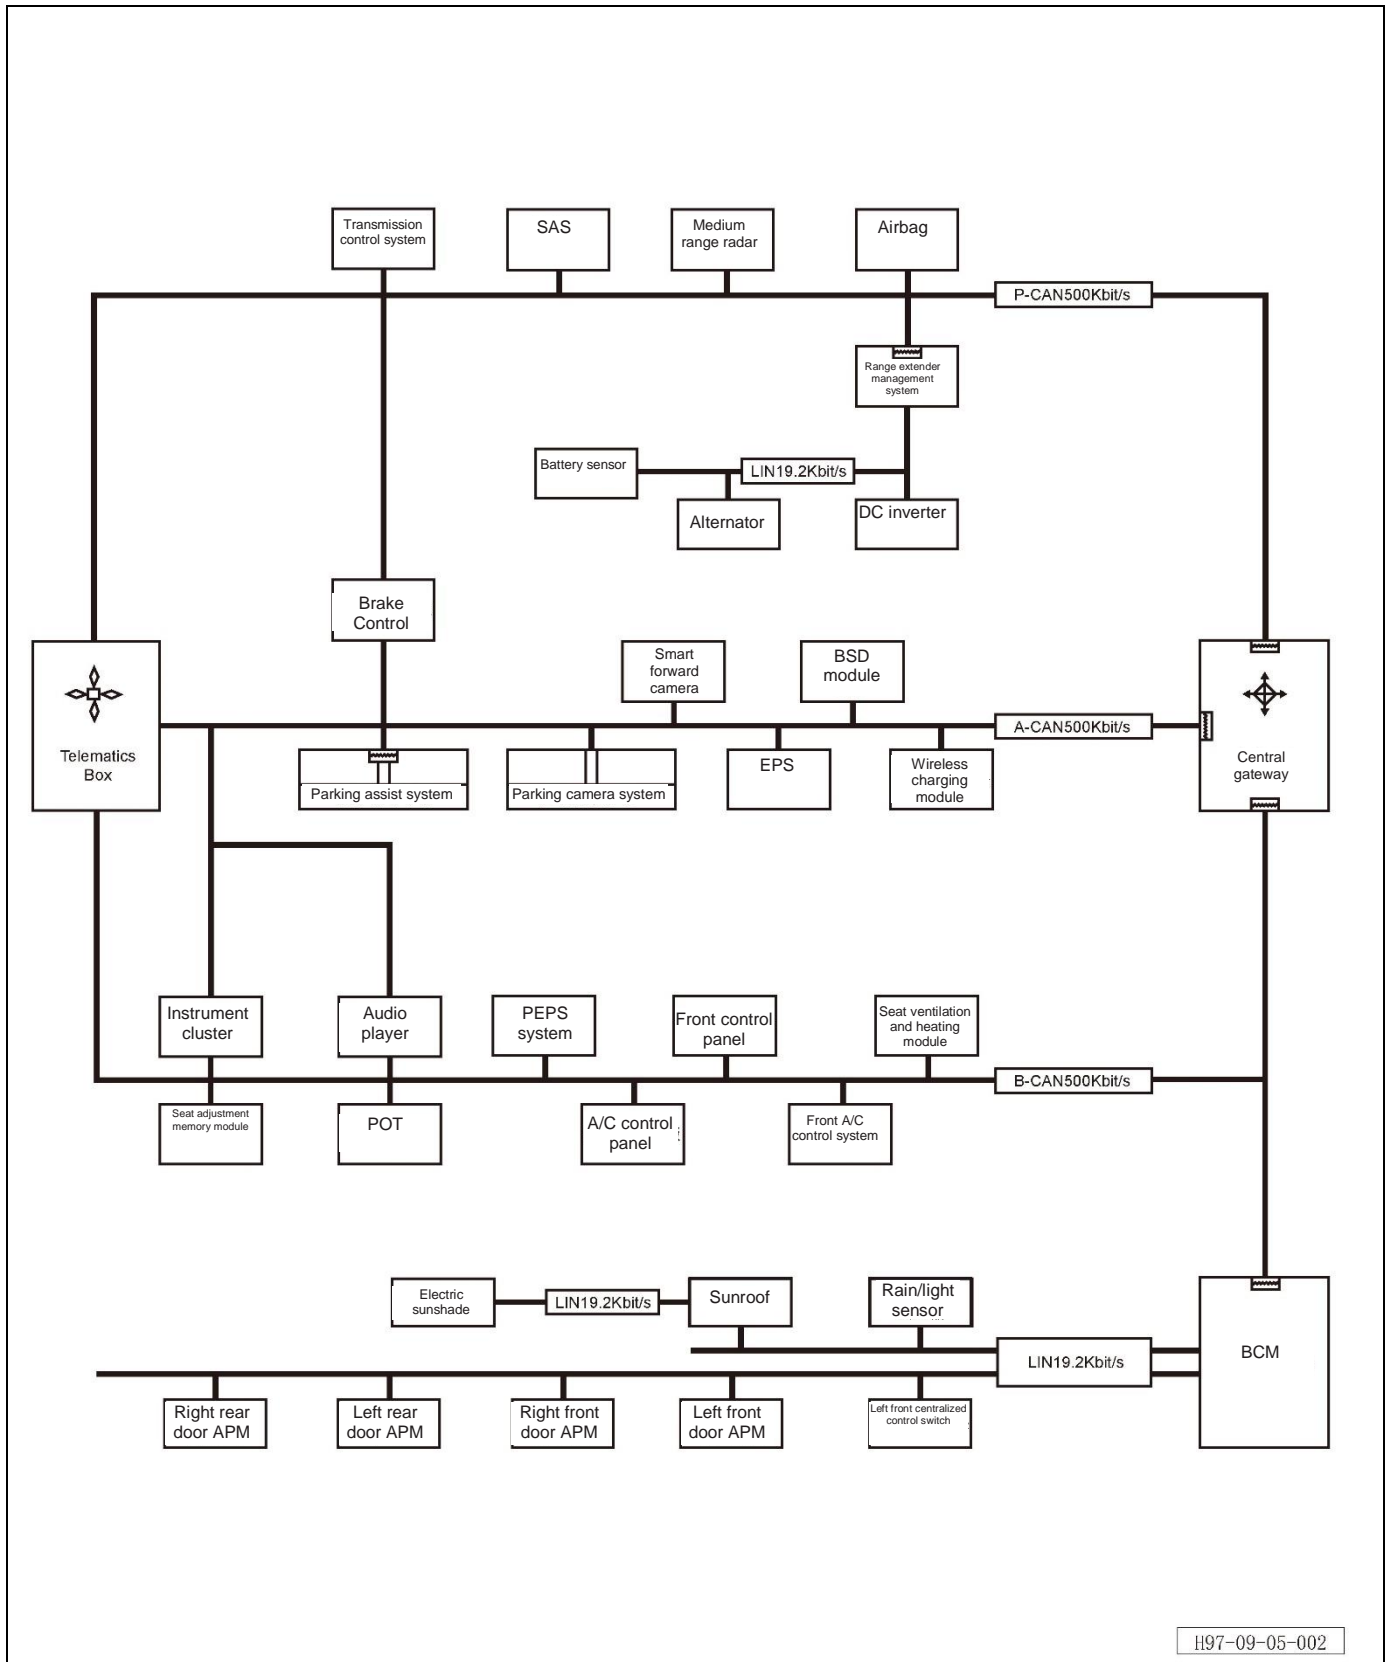 Transmission
control system
SAS
Medium
range radar
Airbag
P-CAN500Kbit/s
Range extender
management
system
Battery sensor
LIN19.2Kbit/s
Alternator
DC inverter
Brake
Control
Smart
forward
camera
BSD
module
Telematics
Box
A-CAN500Kbit/s
Central
gateway
Parking assist system
Parking camera system
EPS
Wireless
charging
module
Instrument
cluster
Audio
player
PEPS
system
Front control
panel
Seat ventilation
and heating
module
B-CAN500Kbit/s
Seat adjustment
memory module
POT
A/C control
panel
Front A/C
control system
Electric
sunshade
LIN19.2Kbit/s
Sunroof
Rain/light
sensor
LIN19.2Kbit/s
BCM
Right rear
door APM
Left rear
door APM
Right front
door APM
Left front
door APM
Left front centralized
control switch
H97-09-05-002